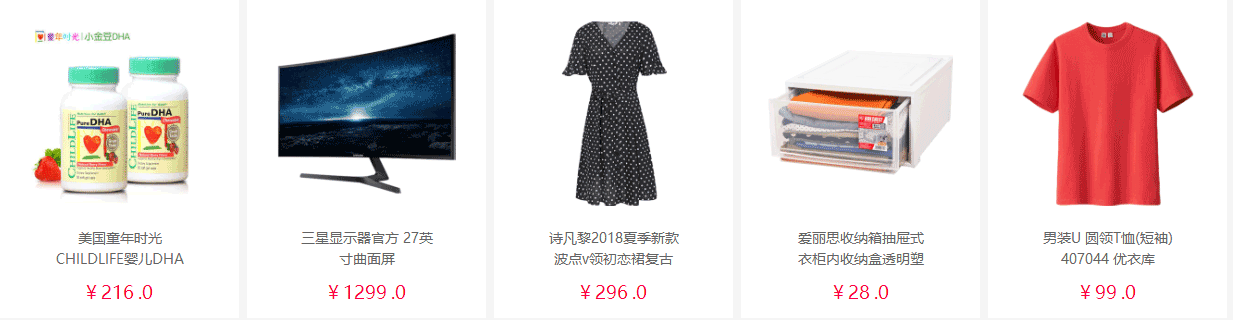 童年时光 小金豆DHA
PureDHA
CHILDLIFE
PureDHA
CHILDLIFE
美国童年时光
CHILDLIFE婴儿DHA
¥216.0
三星显示器官方 27英
寸曲面屏
¥1299.0
诗凡黎2018夏季新款
波点v领初恋裙复古
¥296.0
爱丽思收纳箱抽屉式
衣柜内收纳盒透明塑
¥28.0
男装U 圆领T恤(短袖)
407044 优衣库
¥99.0